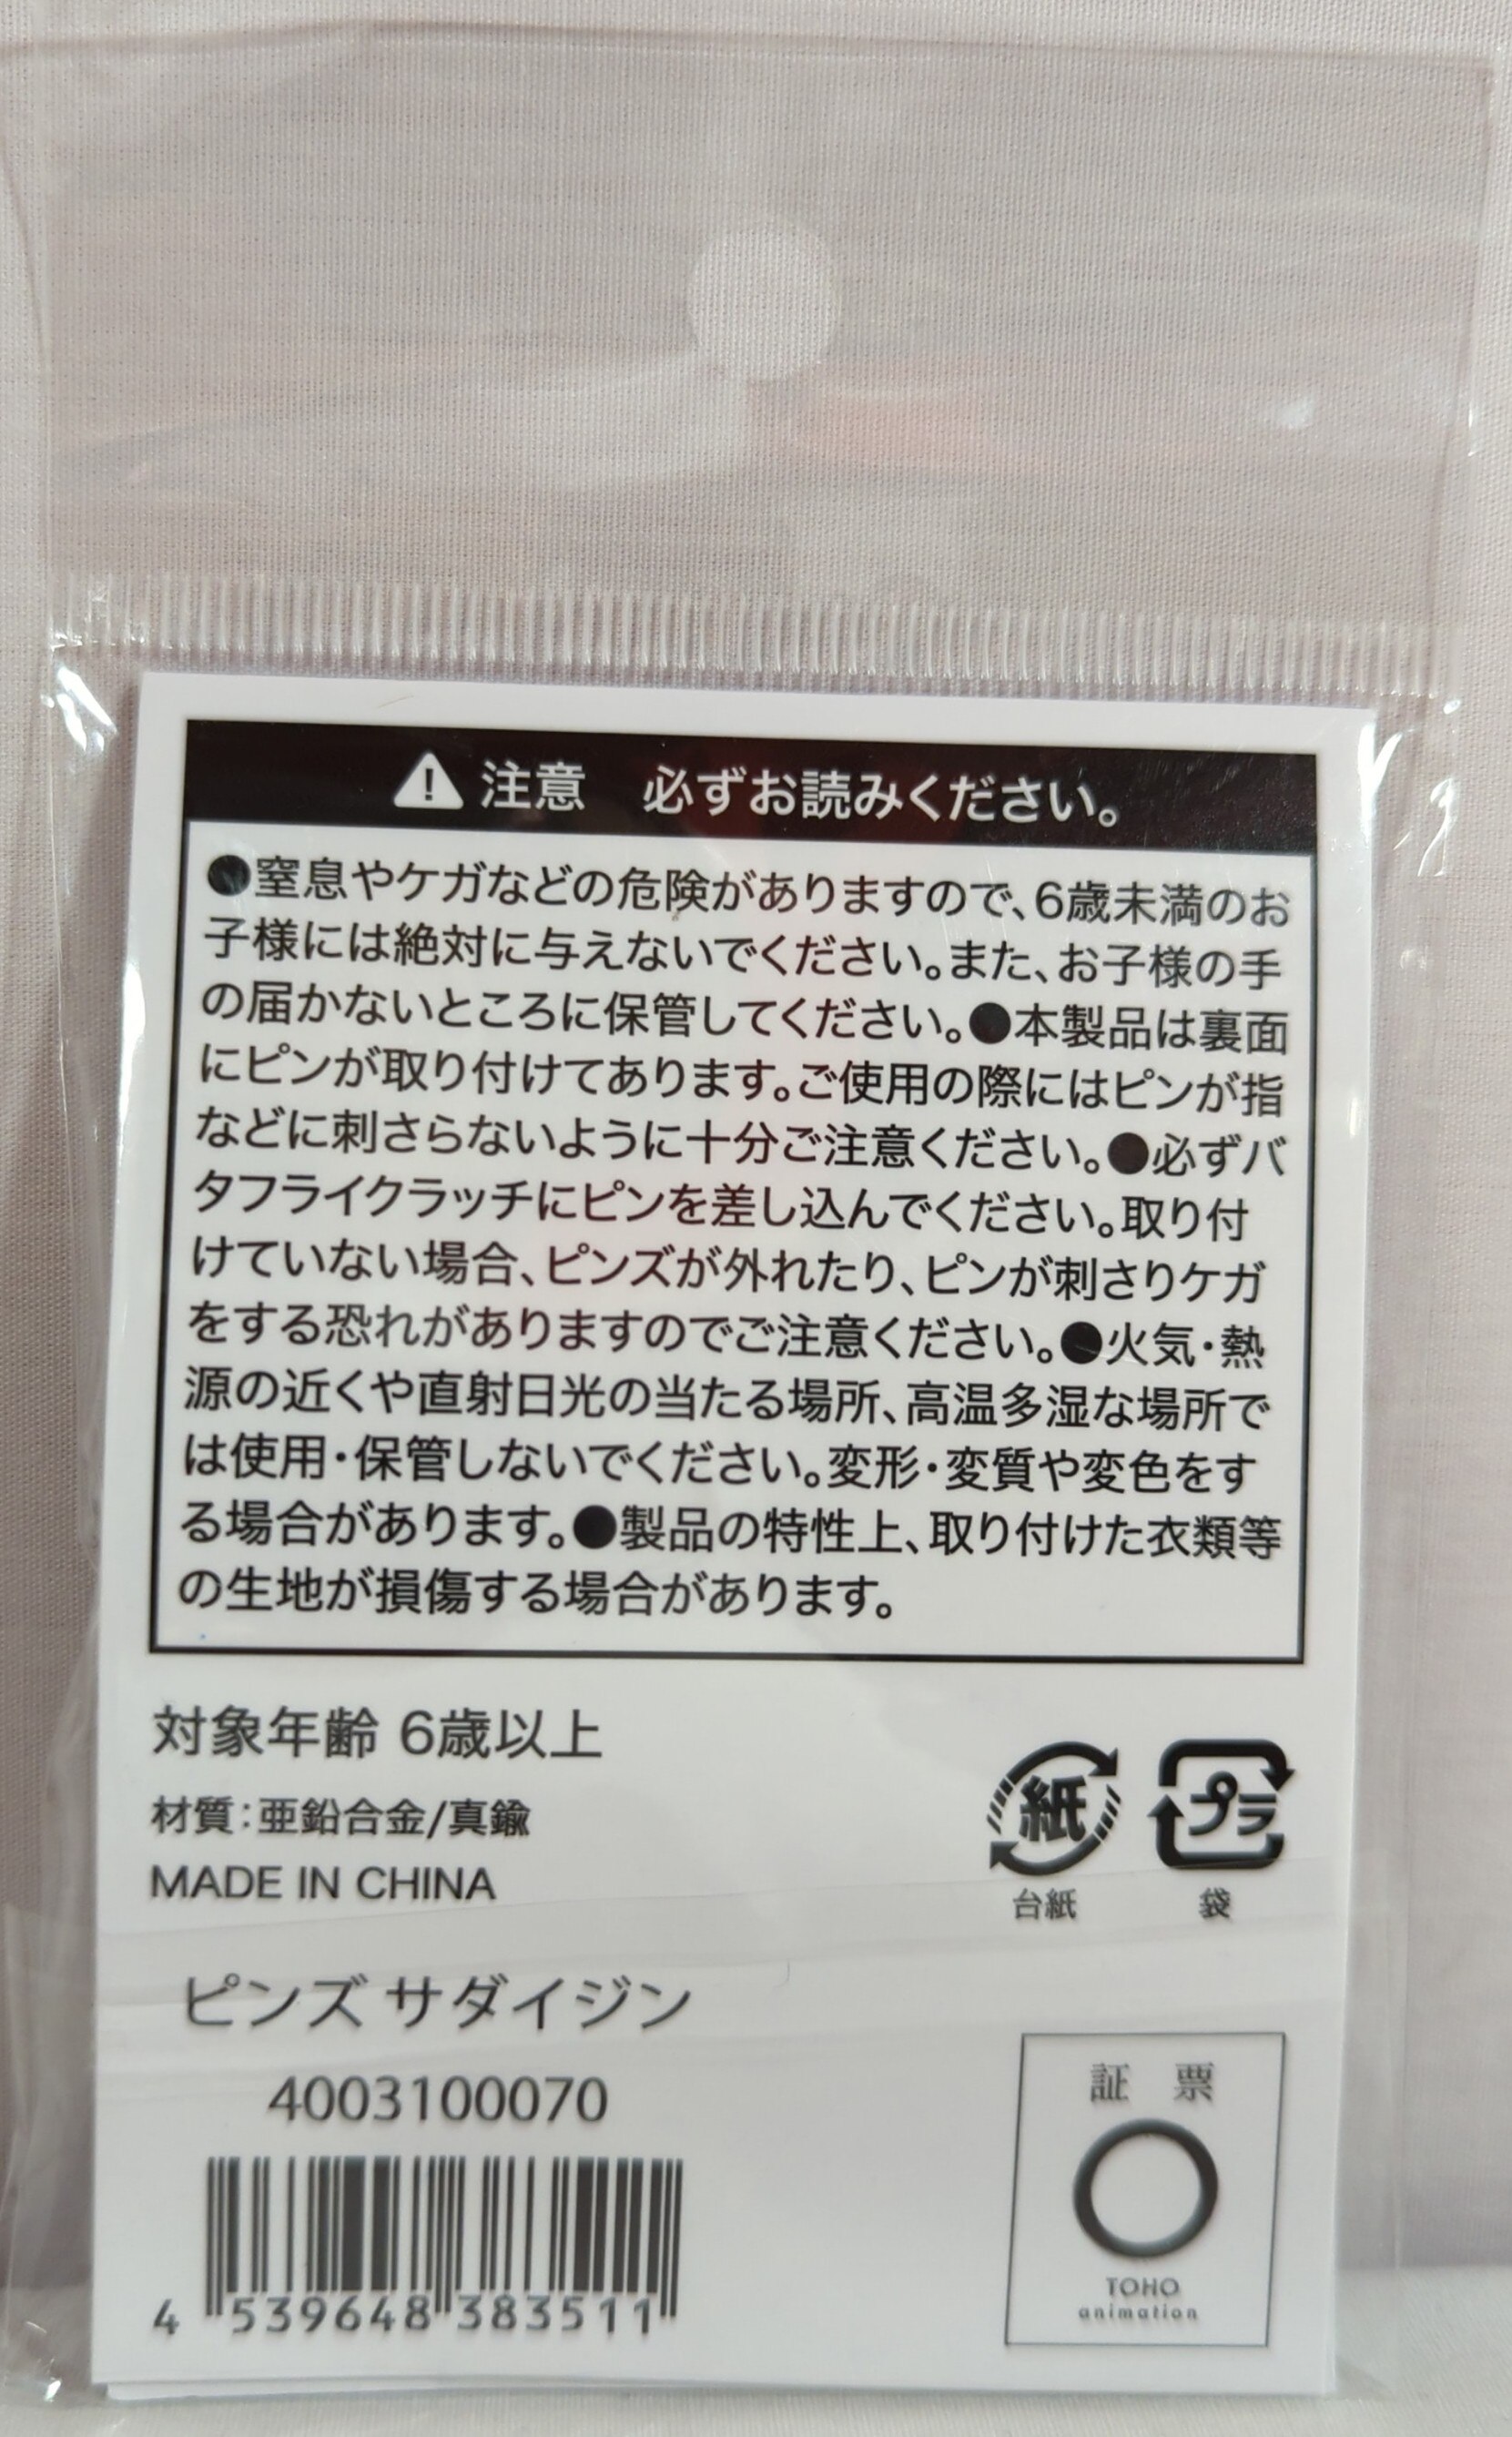 注意　必ずお読みください。
●窒息やケガなどの危険がありますので、6歳未満のお
子様には絶対に与えないでください。また、お子様の手
の届かないところに保管してください。●本製品は裏面
にピンが取り付けてあります。ご使用の際にはピンが指
などに刺さらないように十分ご注意ください。●必ずバ
タフライクラッチにピンを差し込んでください。取り付
けていない場合、ピンズが外れたり、ピンが刺さりケガ
をする恐れがありますのでご注意ください。●火気・熱
源の近くや直射日光の当たる場所、高温多湿な場所で
は使用・保管しないでください。変形・変質や変色をす
る場合があります。●製品の特性上、取り付けた衣類等
の生地が損傷する場合があります。
対象年齢 6歳以上
材質：亜鉛合金/真鍮
MADE IN CHINA
紙
台紙
プラ
袋
ピンズ サダイジン
4003100070
4 539648 383511
証 票
TOHO
animation